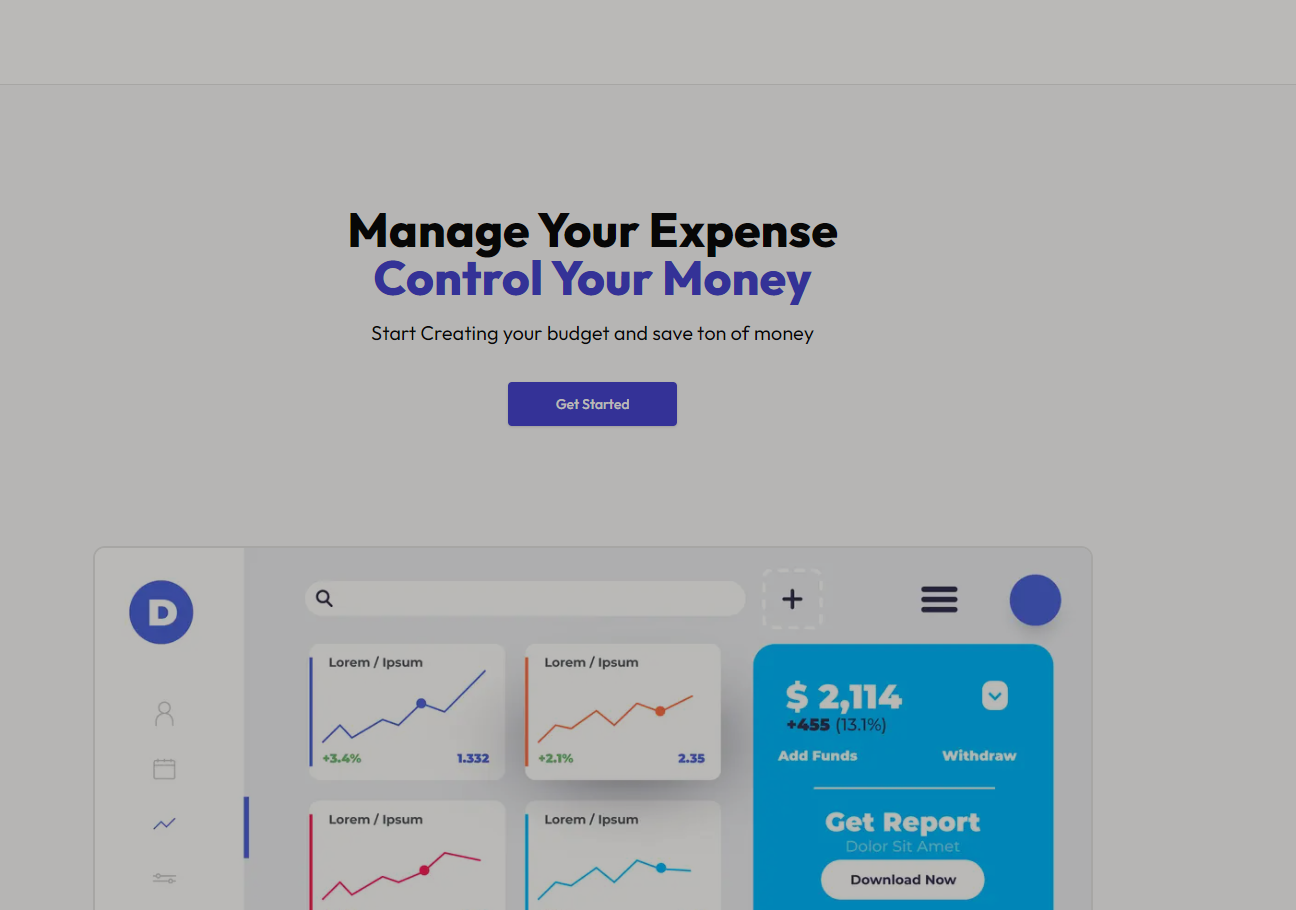 Manage Your Expense
Control Your Money
Start Creating your budget and save ton of money
Get Started
D
Lorem / Ipsum
+3.4%
1.332
Lorem / Ipsum
+2.1%
2.35
$ 2,114
+455 (13.1%)
Add Funds
Withdraw
Get Report
Dolor Sit Amet
Download Now
Lorem / Ipsum
Lorem / Ipsum